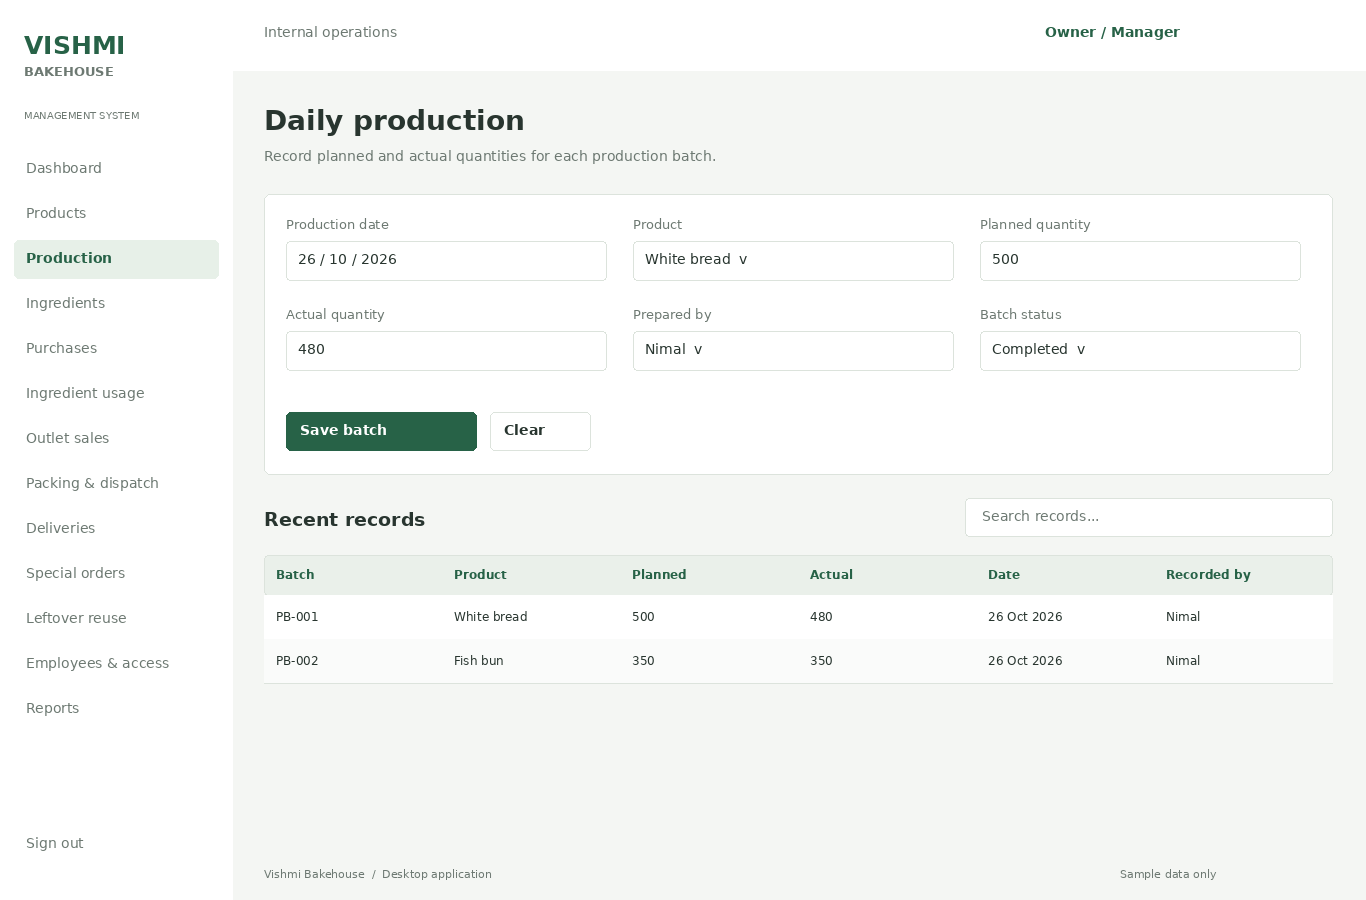 VISHMI
BAKEHOUSE
MANAGEMENT SYSTEM
Dashboard
Products
Production
Ingredients
Purchases
Ingredient usage
Outlet sales
Packing & dispatch
Deliveries
Special orders
Leftover reuse
Employees & access
Reports
Sign out
Internal operations Owner / Manager
Daily production
Record planned and actual quantities for each production batch.
Production date Product Planned quantity
26 / 10 / 2026 White bread v 500
Actual quantity Prepared by Batch status
480 Nimal v Completed v
Save batch Clear
Recent records Search records...
Batch Product Planned Actual Date Recorded by
PB-001 White bread 500 480 26 Oct 2026 Nimal
PB-002 Fish bun 350 350 26 Oct 2026 Nimal
Vishmi Bakehouse / Desktop application Sample data only